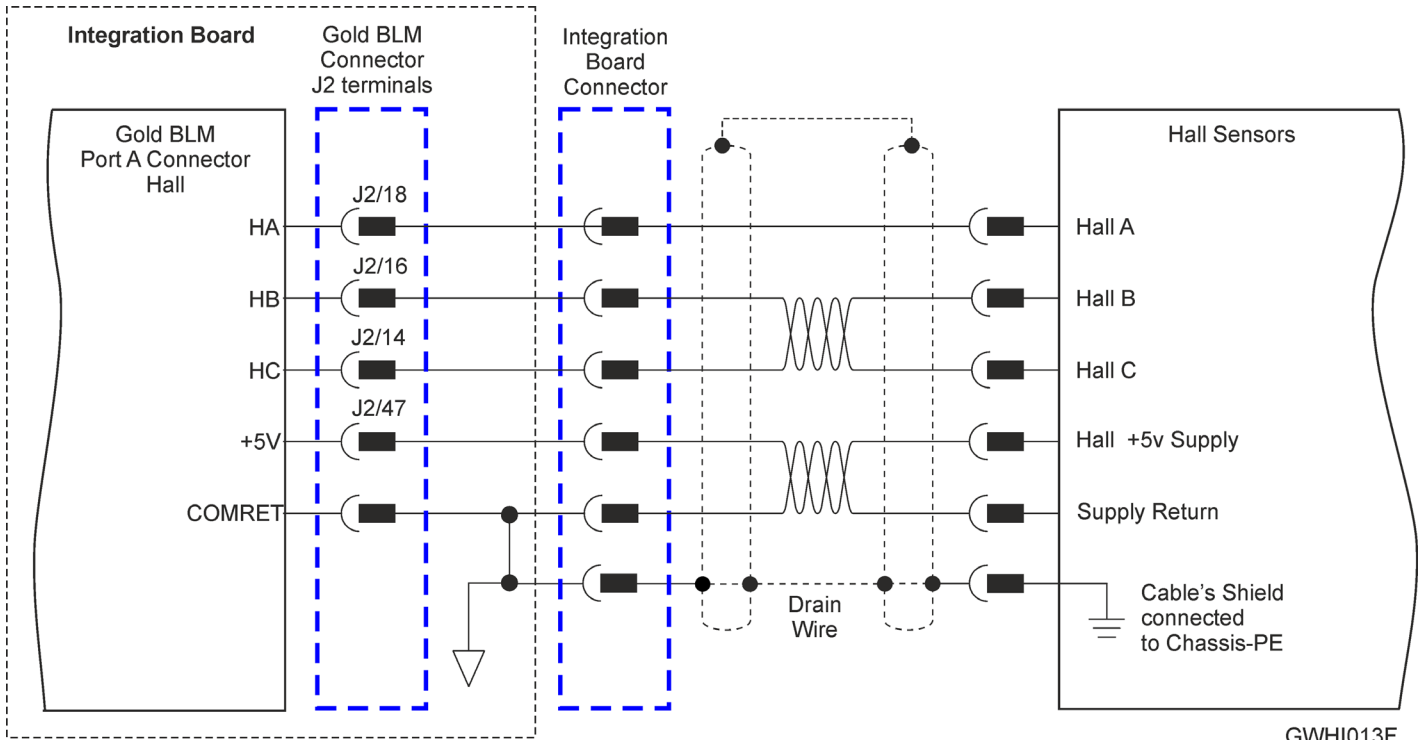 Integration Board
Gold BLM
Connector
J2 terminals
Integration
Board
Connector
Gold BLM
Port A Connector
Hall
Hall Sensors
J2/18
HA
Hall A
J2/16
HB
Hall B
J2/14
HC
Hall C
J2/47
+5V
Hall +5v Supply
COMRET
Supply Return
Drain
Wire
Cable's Shield
connected
to Chassis-PE